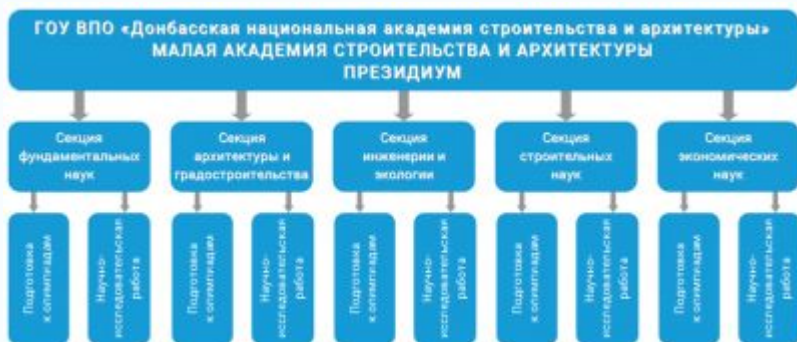 ГОУ ВПО «Донбасская национальная академия строительства и архитектуры»
МАЛАЯ АКАДЕМИЯ СТРОИТЕЛЬСТВА И АРХИТЕКТУРЫ
ПРЕЗИДИУМ
Секция
фундаментальных
наук
Секция
архитектуры и
градостроительства
Секция
инженерии и
экологии
Секция
строительных
наук
Секция
экономических
наук
Подготовка
к олимпиадам
Научно-
исследовательская
работа
Подготовка
к олимпиадам
Научно-
исследовательская
работа
Подготовка
к олимпиадам
Научно-
исследовательская
работа
Подготовка
к олимпиадам
Научно-
исследовательская
работа
Подготовка
к олимпиадам
Научно-
исследовательская
работа